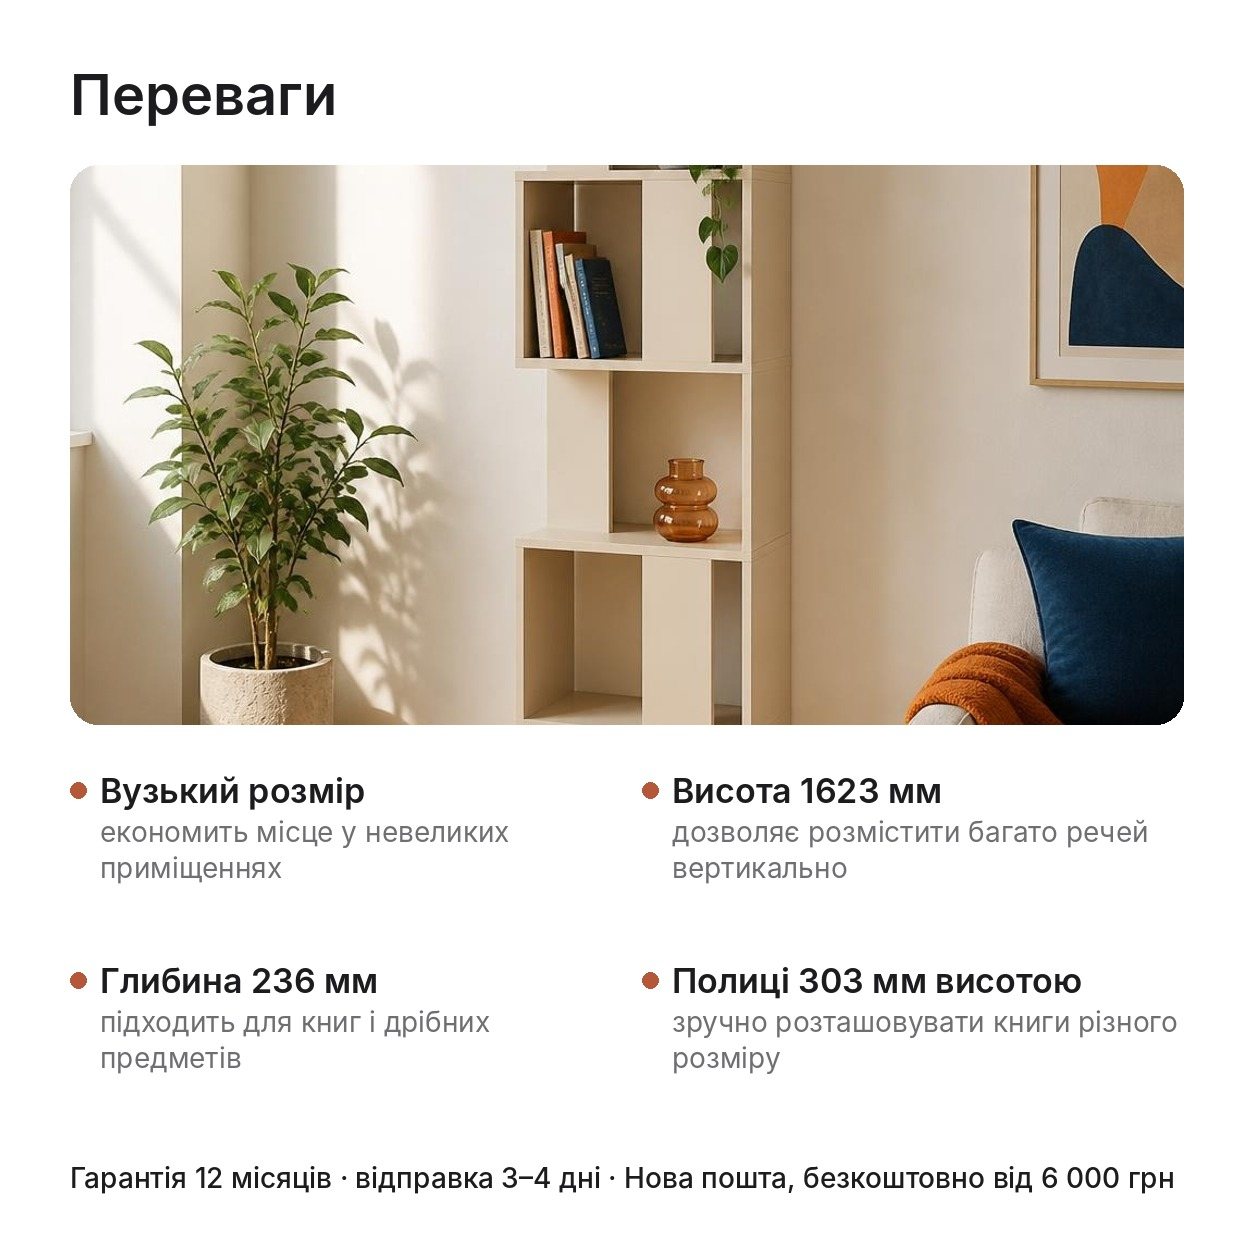 Переваги
Вузький розмір
економить місце у невеликих
приміщеннях
Висота 1623 мм
дозволяє розмістити багато речей
вертикально
Глибина 236 мм
підходить для книг і дрібних
предметів
Полиці 303 мм висотою
зручно розташовувати книги різного
розміру
Гарантія 12 місяців · відправка 3–4 дні · Нова пошта, безкоштовно від 6 000 грн